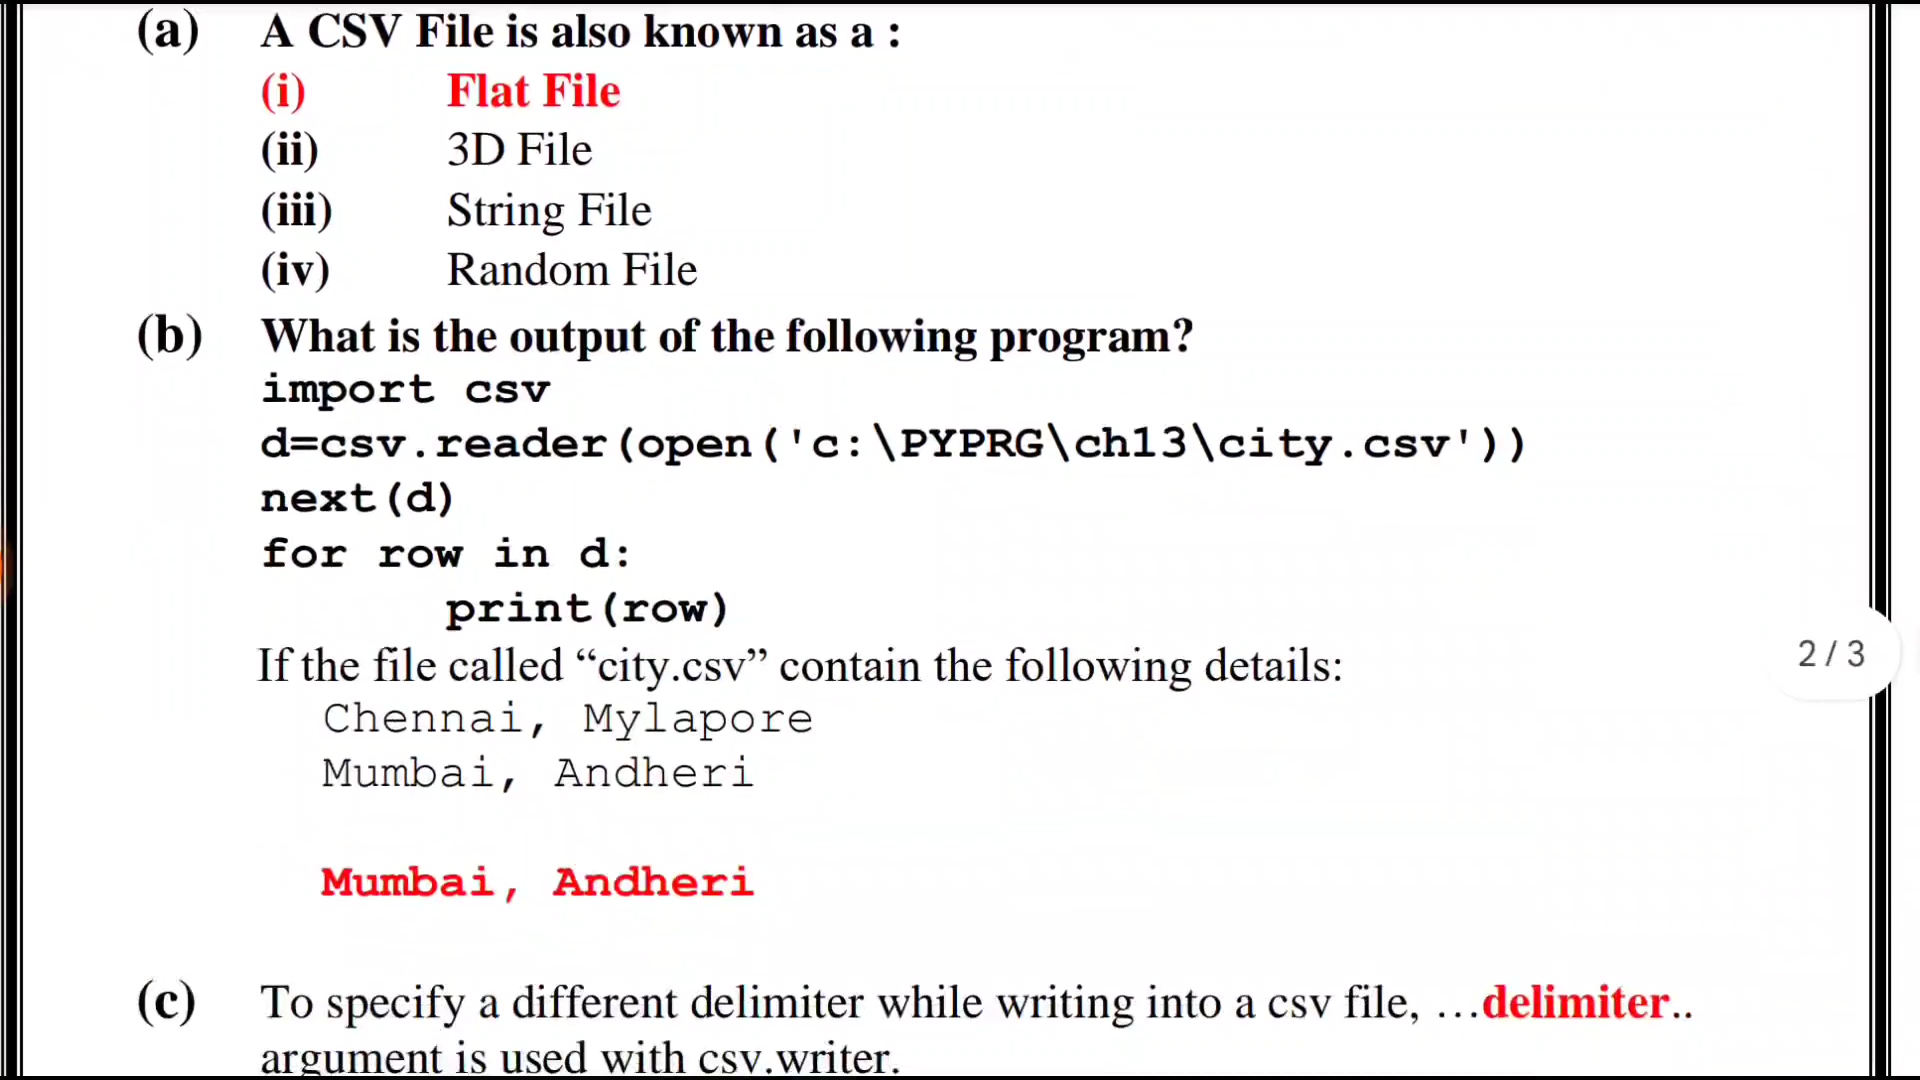 (a) A CSV File is also known as a :
(i) Flat File
(ii) 3D File
(iii) String File
(iv) Random File
(b) What is the output of the following program?
import csv
d=csv.reader(open('c:\PYPRG\ch13\city.csv'))
next(d)
for row in d:
print(row)
If the file called “city.csv” contain the following details:
2 / 3
Chennai, Mylapore
Mumbai, Andheri
Mumbai, Andheri
(c) To specify a different delimiter while writing into a csv file, …delimiter..
argument is used with csv.writer.